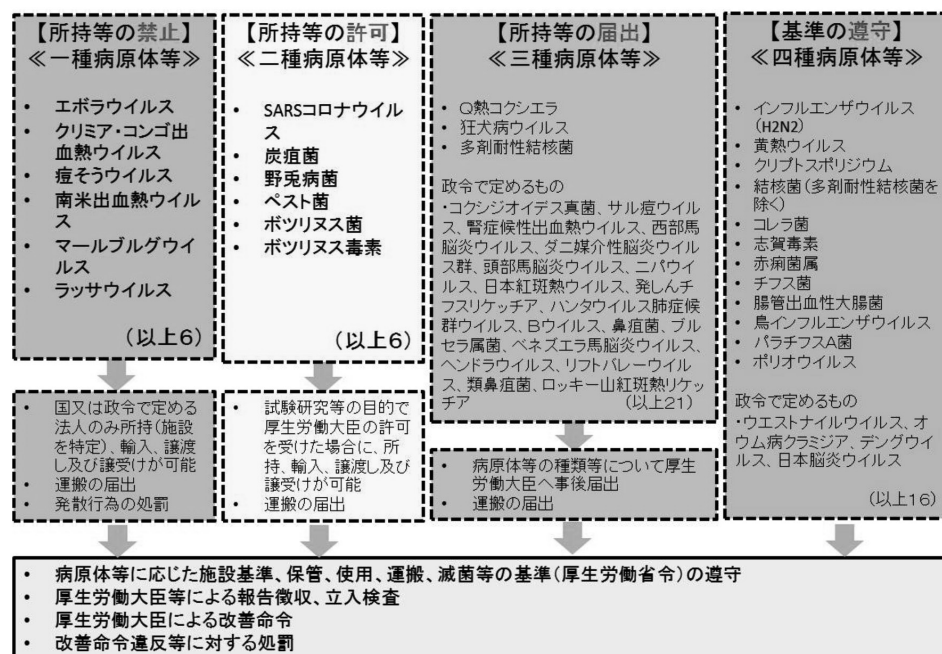 【所持等の禁止】
≪一種病原体等≫
・ エボラウイルス
・ クリミア・コンゴ出
血熱ウイルス
・ 痘そうウイルス
・ 南米出血熱ウイル
ス
・ マールブルグウイ
ルス
・ ラッサウイルス
(以上6)
・ 国又は政令で定める
法人のみ所持(施設
を特定)、輸入、譲渡
し及び譲受けが可能
・ 運搬の届出
・ 発散行為の処罰
【所持等の許可】
≪二種病原体等≫
・ SARSコロナウイル
ス
・ 炭疽菌
・ 野兎病菌
・ ペスト菌
・ ボツリヌス菌
・ ボツリヌス毒素
(以上6)
・ 試験研究等の目的で
厚生労働大臣の許可
を受けた場合に、所
持、輸入、譲渡し及び
譲受けが可能
・ 運搬の届出
【所持等の届出】
≪三種病原体等≫
・ Q熱コクシエラ
・ 狂犬病ウイルス
・ 多剤耐性結核菌
政令で定めるもの
・コクシジオイデス真菌、サル痘ウイル
ス、腎症候性出血熱ウイルス、西部馬
脳炎ウイルス、ダニ媒介性脳炎ウイル
ス群、頭部馬脳炎ウイルス、ニパウイ
ルス、日本紅斑熱ウイルス、発しんチ
フスリケッチア、ハンタウイルス肺症候
群ウイルス、Bウイルス、鼻疽菌、ブル
セラ属菌、ベネズエラ馬脳炎ウイルス、
ヘンドラウイルス、リフトバレーウイル
ス、類鼻疽菌、ロッキー山紅斑熱リケッ
チア (以上21)
・ 病原体等の種類等について厚生
労働大臣へ事後届出
・ 運搬の届出
【基準の遵守】
≪四種病原体等≫
・ インフルエンザウイルス
(H2N2)
・ 黄熱ウイルス
・ クリプトスポリジウム
・ 結核菌(多剤耐性結核菌を
除く)
・ コレラ菌
・ 志賀毒素
・ 赤痢菌属
・ チフス菌
・ 腸管出血性大腸菌
・ 鳥インフルエンザウイルス
・ パラチフスA菌
・ ポリオウイルス
政令で定めるもの
・ウエストナイルウイルス、オ
ウム病クラミジア、デングウイ
ルス、日本脳炎ウイルス
(以上16)
・ 病原体等に応じた施設基準、保管、使用、運搬、滅菌等の基準(厚生労働省令)の遵守
・ 厚生労働大臣等による報告徴収、立入検査
・ 厚生労働大臣による改善命令
・ 改善命令違反等に対する処罰